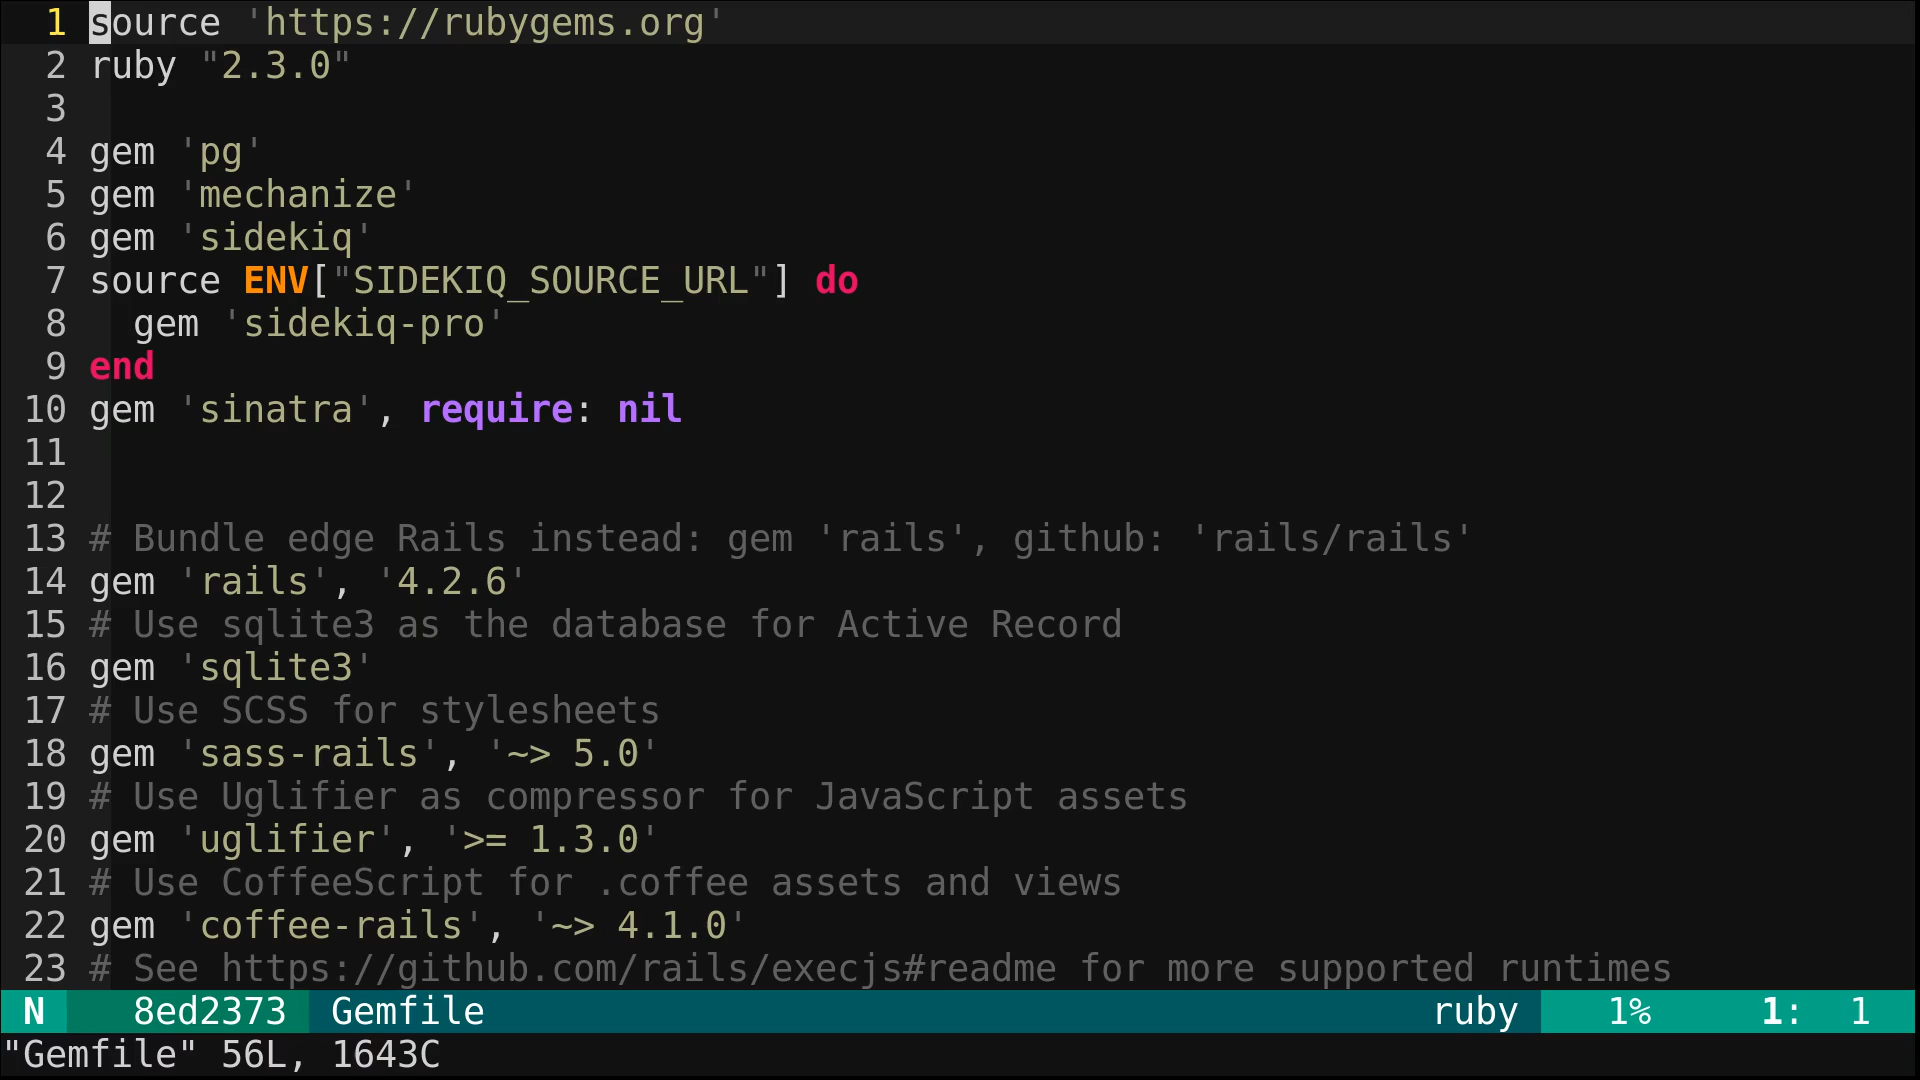 1 source 'https://rubygems.org'
2 ruby "2.3.0"
3
4 gem 'pg'
5 gem 'mechanize'
6 gem 'sidekiq'
7 source ENV["SIDEKIQ_SOURCE_URL"] do
8   gem 'sidekiq-pro'
9 end
10 gem 'sinatra', require: nil
11
12
13 # Bundle edge Rails instead: gem 'rails', github: 'rails/rails'
14 gem 'rails', '4.2.6'
15 # Use sqlite3 as the database for Active Record
16 gem 'sqlite3'
17 # Use SCSS for stylesheets
18 gem 'sass-rails', '~> 5.0'
19 # Use Uglifier as compressor for JavaScript assets
20 gem 'uglifier', '>= 1.3.0'
21 # Use CoffeeScript for .coffee assets and views
22 gem 'coffee-rails', '~> 4.1.0'
23 # See https://github.com/rails/execjs#readme for more supported runtimes
N 8ed2373 Gemfile ruby 1% 1: 1
"Gemfile" 56L, 1643C